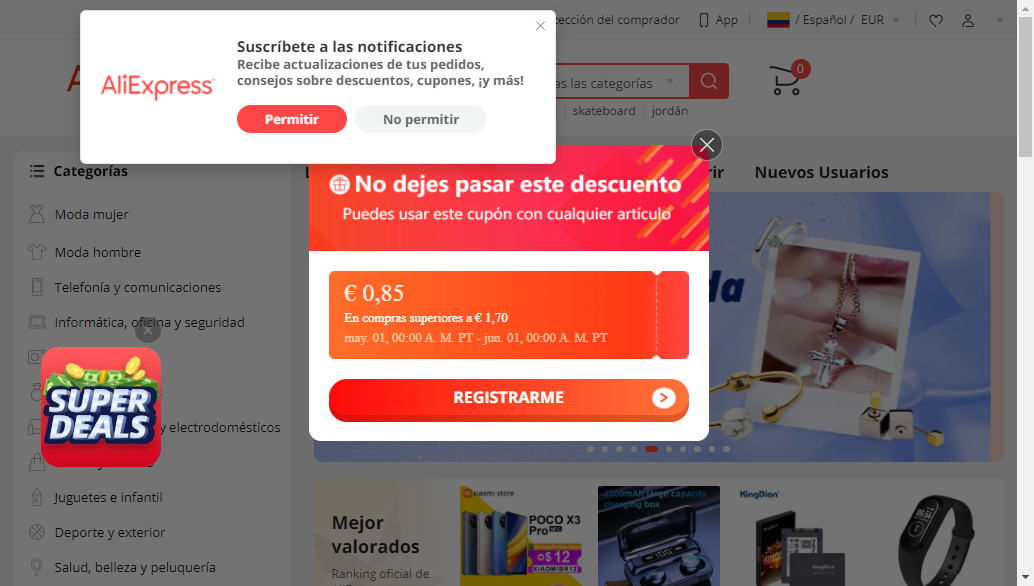 tección del comprador
App
/ Español /
EUR
Suscríbete a las notificaciones
Recibe actualizaciones de tus pedidos,
consejos sobre descuentos, cupones, ¡y más!
AliExpress
Permitir
No permitir
as las categorías
0
skateboard
jordán
Categorías
Nuevos Usuarios
No dejes pasar este descuento
Puedes usar este cupón con cualquier artículo
€ 0,85
En compras superiores a € 1,70
may. 01, 00:00 A. M. PT - jun. 01, 00:00 A. M. PT
REGISTRARME
Moda mujer
Moda hombre
Telefonía y comunicaciones
Informática, oficina y seguridad
SUPER
DEALS
y electrodomésticos
Juguetes e infantil
Deporte y exterior
Salud, belleza y peluquería
Mejor
valorados
Ranking oficial de
xiaomi store
POCO X3
Pro
$12
XIAOMIBR12
2200mAh large capacity
charging box
KingDian
KingDian